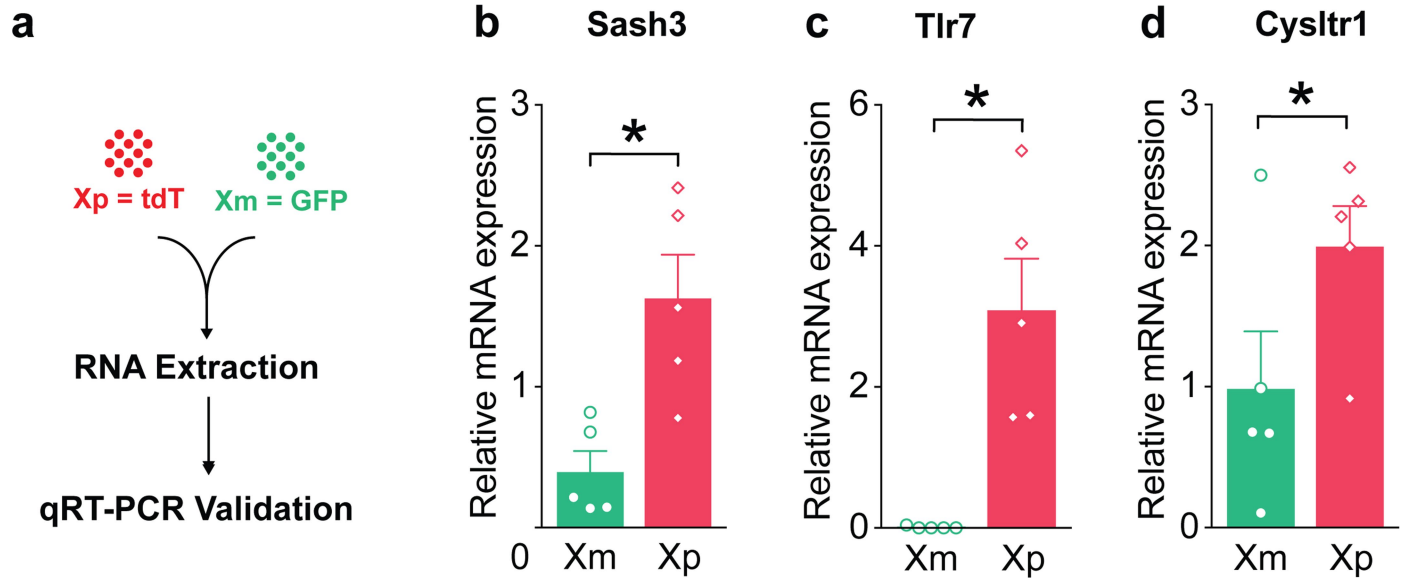 a
Xp = tdT
Xm = GFP
RNA Extraction
qRT-PCR Validation
b
Sash3
Relative mRNA expression
3
2
1
0
*
Xm
Xp
c
Tlr7
Relative mRNA expression
6
4
2
0
*
Xm
Xp
d
Cysltr1
Relative mRNA expression
3
2
1
0
*
Xm
Xp